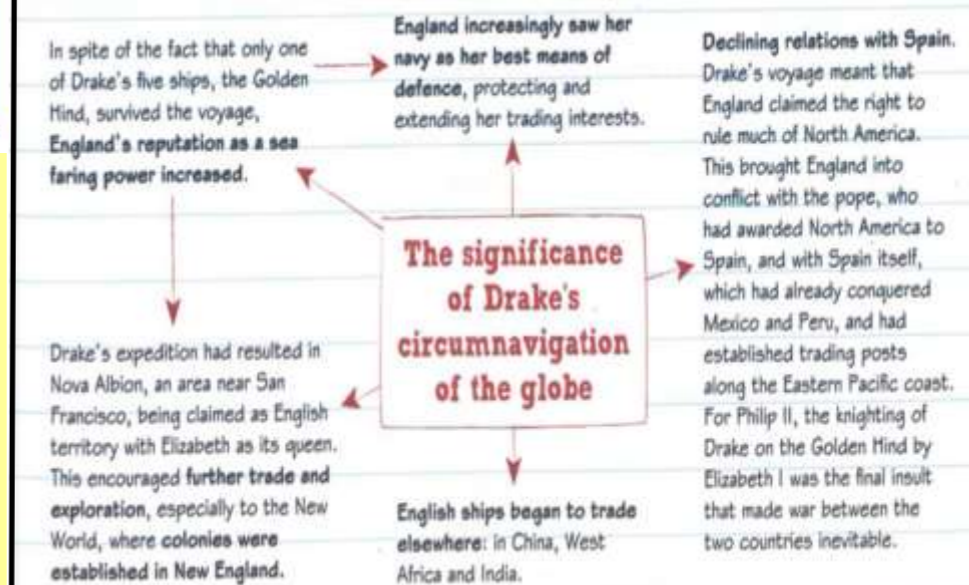 In spite of the fact that only one
of Drake's five ships, the Golden
Hind, survived the voyage,
England's reputation as a sea
faring power increased.
England increasingly saw her
navy as her best means of
defence, protecting and
extending her trading interests.
Declining relations with Spain.
Drake's voyage meant that
England claimed the right to
rule much of North America.
This brought England into
conflict with the pope, who
had awarded North America to
Spain, and with Spain itself,
which had already conquered
Mexico and Peru, and had
established trading posts
along the Eastern Pacific coast.
For Philip II, the knighting of
Drake on the Golden Hind by
Elizabeth I was the final insult
that made war between the
two countries inevitable.
The significance
of Drake's
circumnavigation
of the globe
Drake's expedition had resulted in
Nova Albion, an area near San
Francisco, being claimed as English
territory with Elizabeth as its queen.
This encouraged further trade and
exploration, especially to the New
World, where colonies were
established in New England.
English ships began to trade
elsewhere: in China, West
Africa and India.